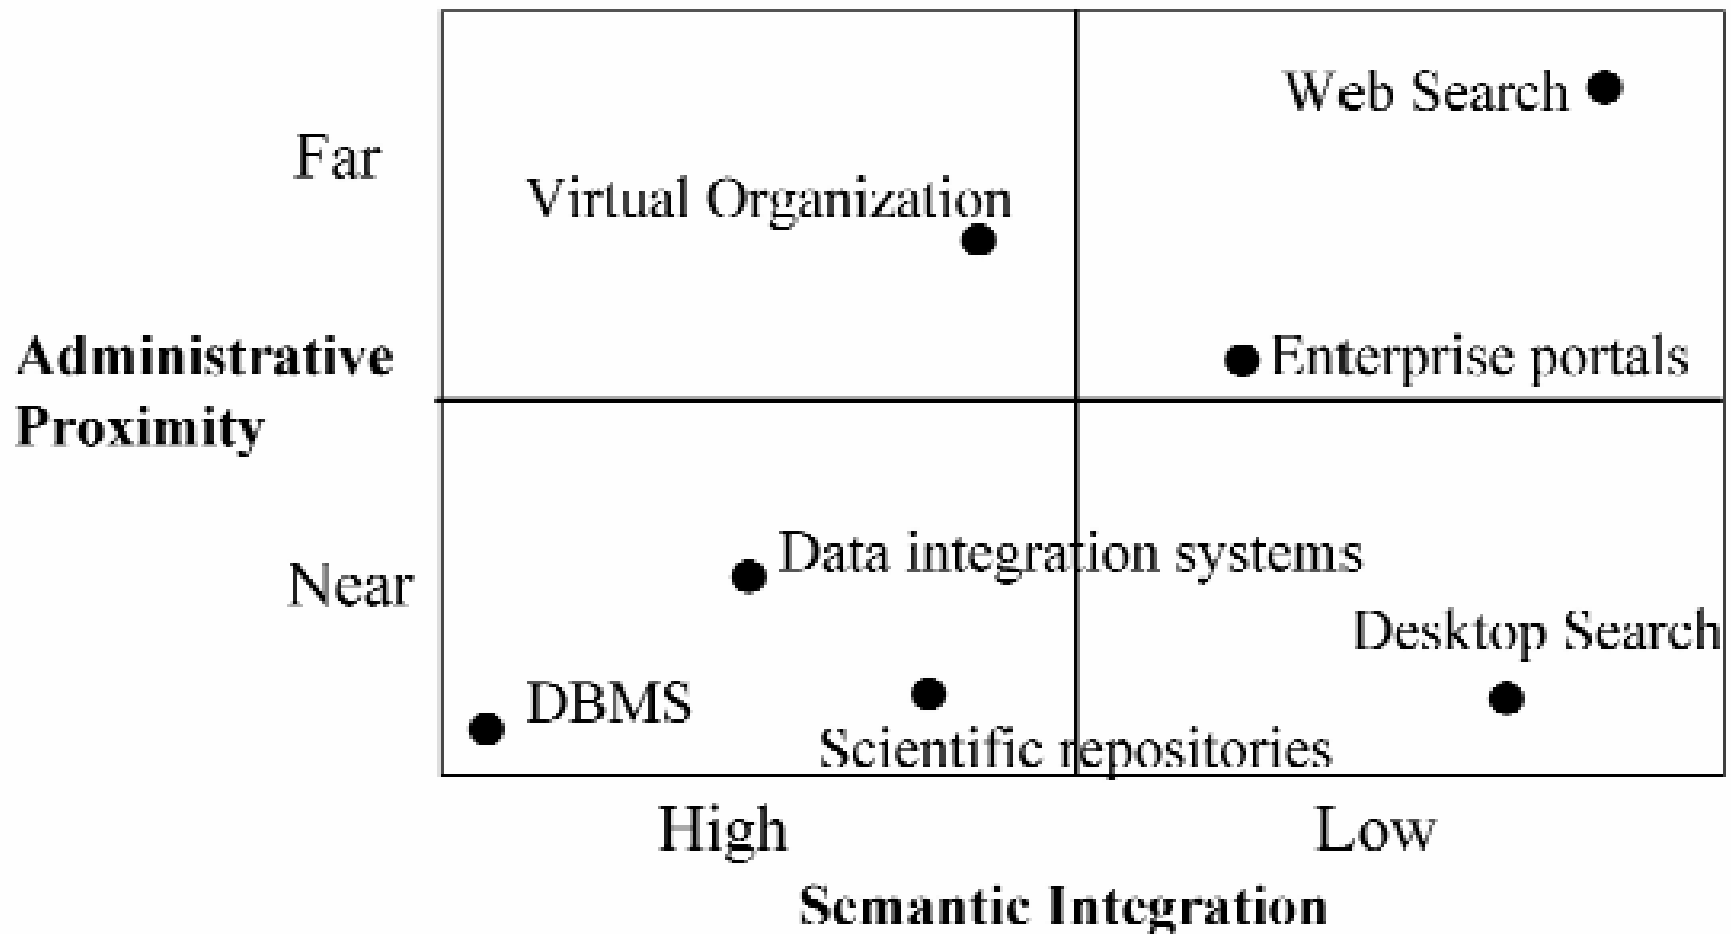 Web Search
Far
Virtual Organization
Administrative
Proximity
Enterprise portals
Data integration systems
Near
Desktop Search
DBMS
Scientific repositories
High
Low
Semantic Integration